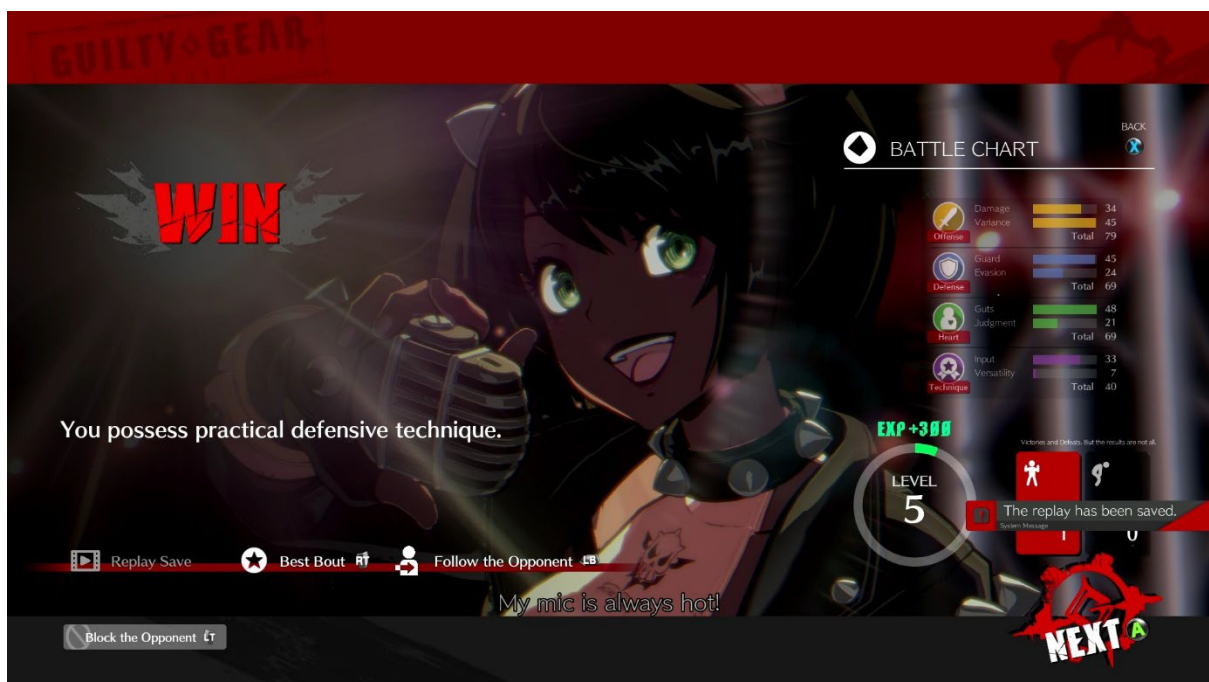 GUILTY GEAR
WIN
BATTLE CHART
BACK
X
Damage 34
Variance 45
Offense Total 79
Guard 45
Evasion 24
Defense Total 69
Guts 48
Judgment 21
Heart Total 69
Input 33
Versatility 7
Technique Total 40
You possess practical defensive technique.
EXP +300
LEVEL
5
Victories and Defeats. But the results are not all.
The replay has been saved.
System Message
1 0
Replay Save
Best Bout RT
Follow the Opponent LB
My mic is always hot!
Block the Opponent LT
NEXT A